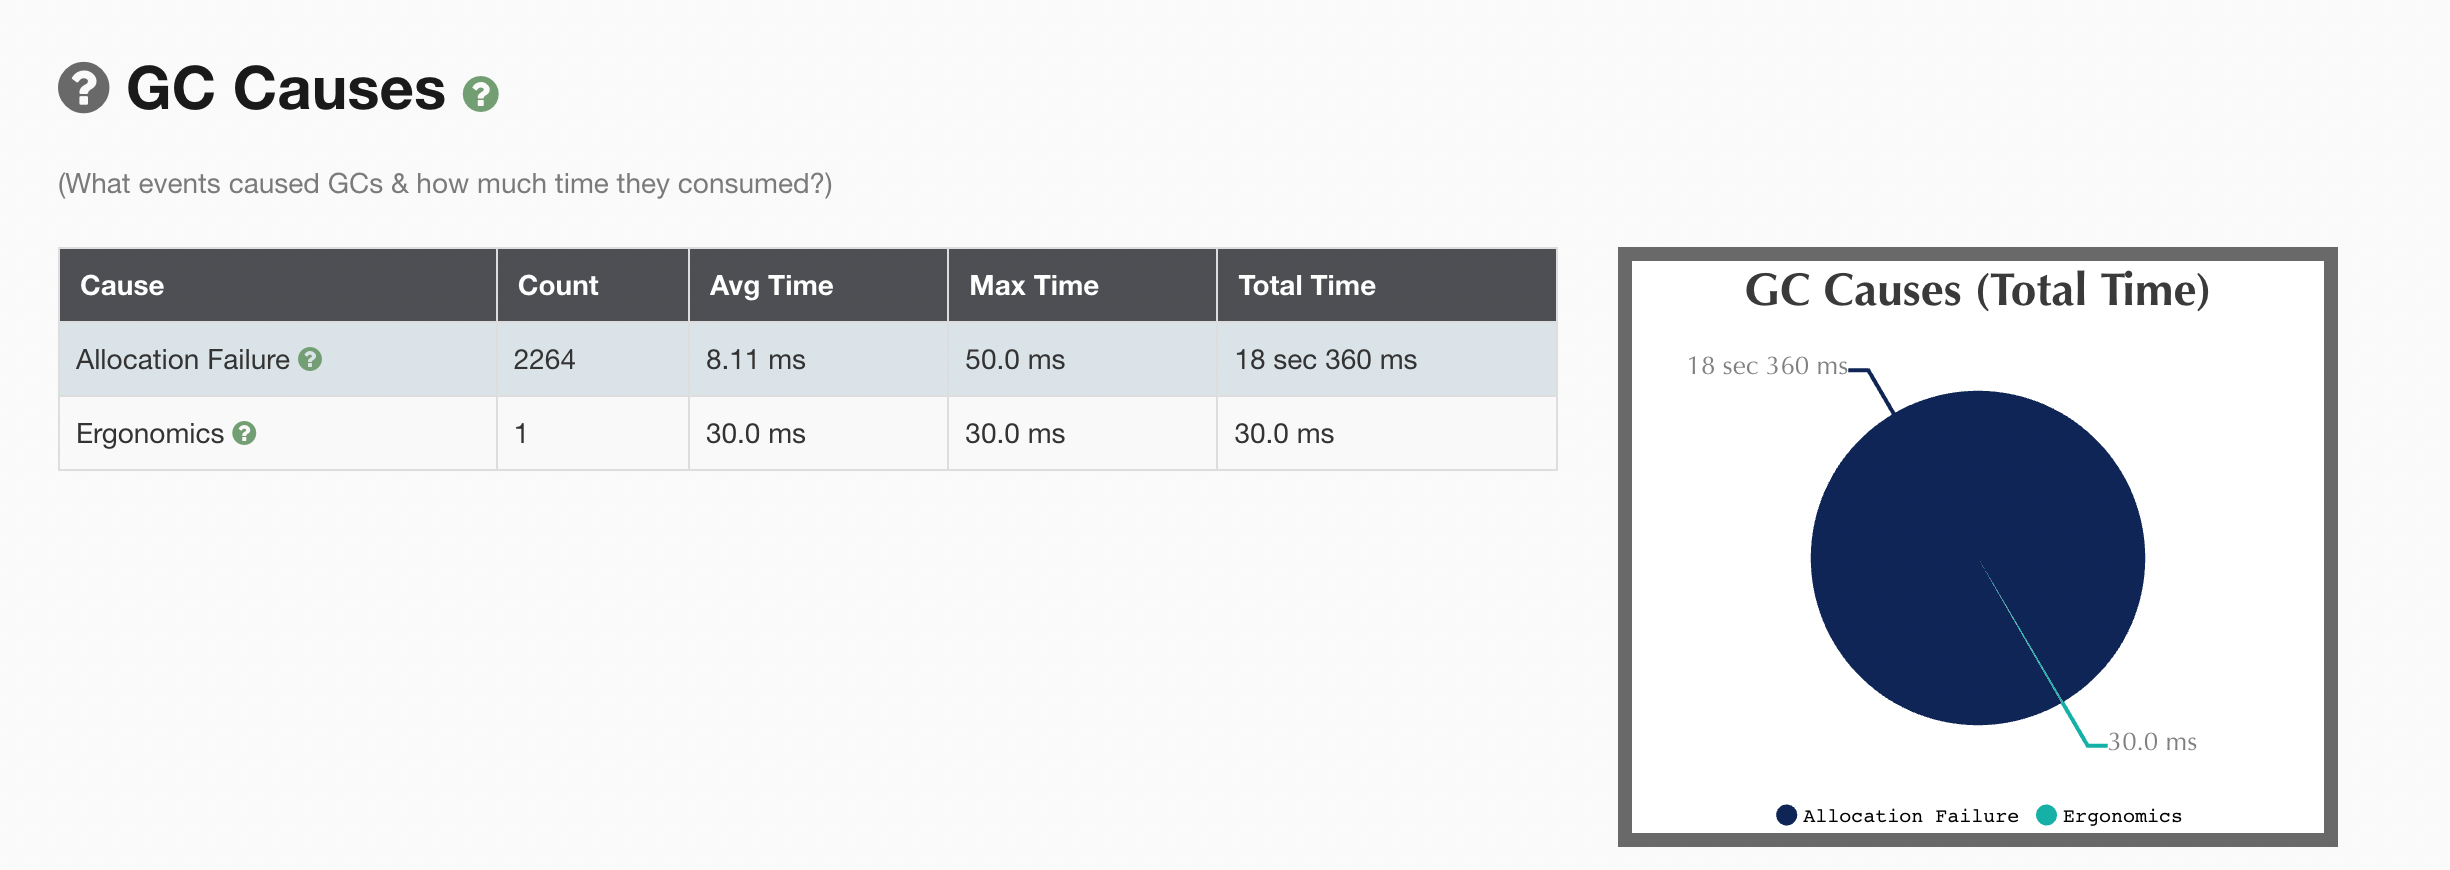 GC Causes
(What events caused GCs & how much time they consumed?)
Cause Count Avg Time Max Time Total Time
Allocation Failure 2264 8.11 ms 50.0 ms 18 sec 360 ms
Ergonomics 1 30.0 ms 30.0 ms 30.0 ms
GC Causes (Total Time)
18 sec 360 ms
30.0 ms
Allocation Failure Ergonomics